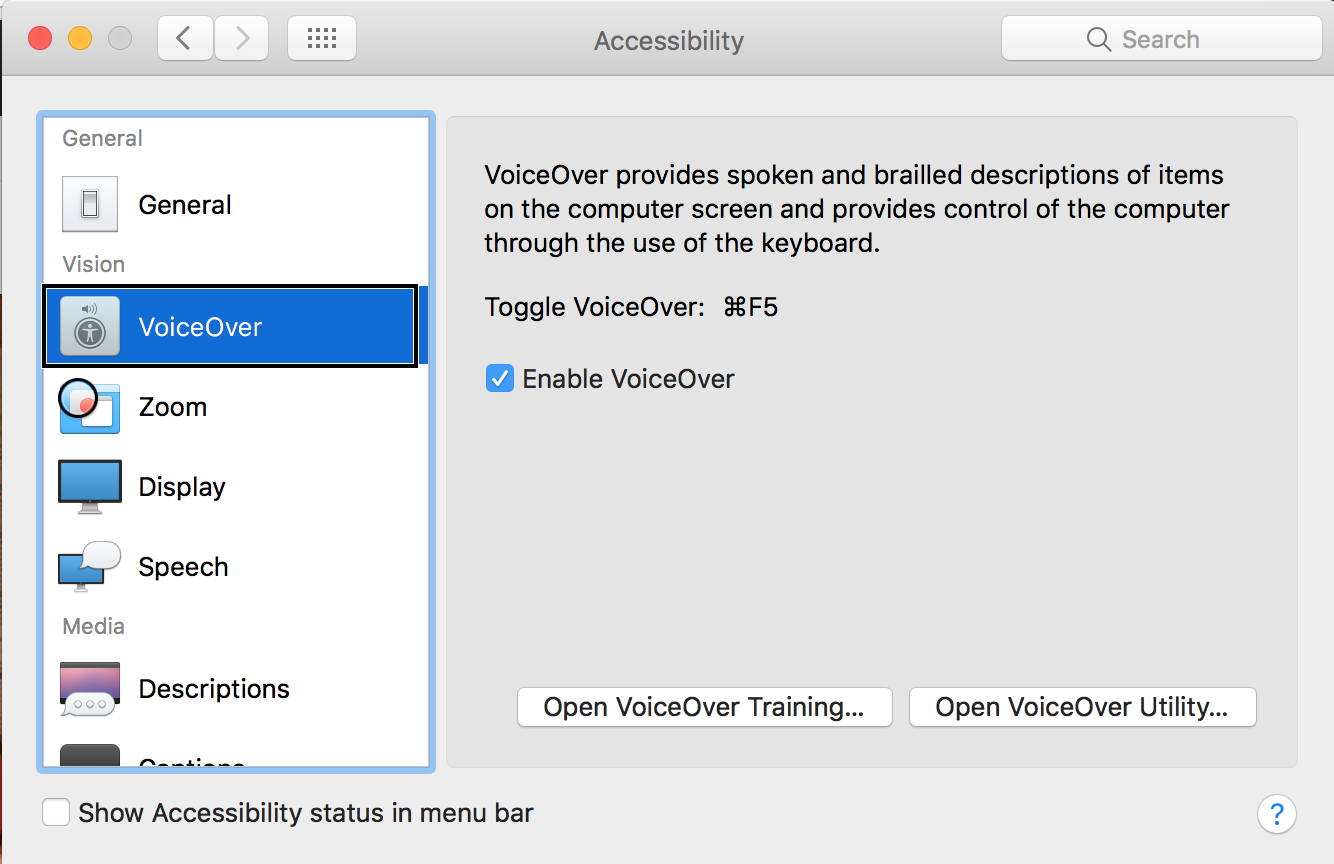 Accessibility
Search
General
General
Vision
VoiceOver
Zoom
Display
Speech
Media
Descriptions
Captions
VoiceOver provides spoken and brailled descriptions of items
on the computer screen and provides control of the computer
through the use of the keyboard.
Toggle VoiceOver: ⌘F5
Enable VoiceOver
Open VoiceOver Training...
Open VoiceOver Utility...
Show Accessibility status in menu bar
?